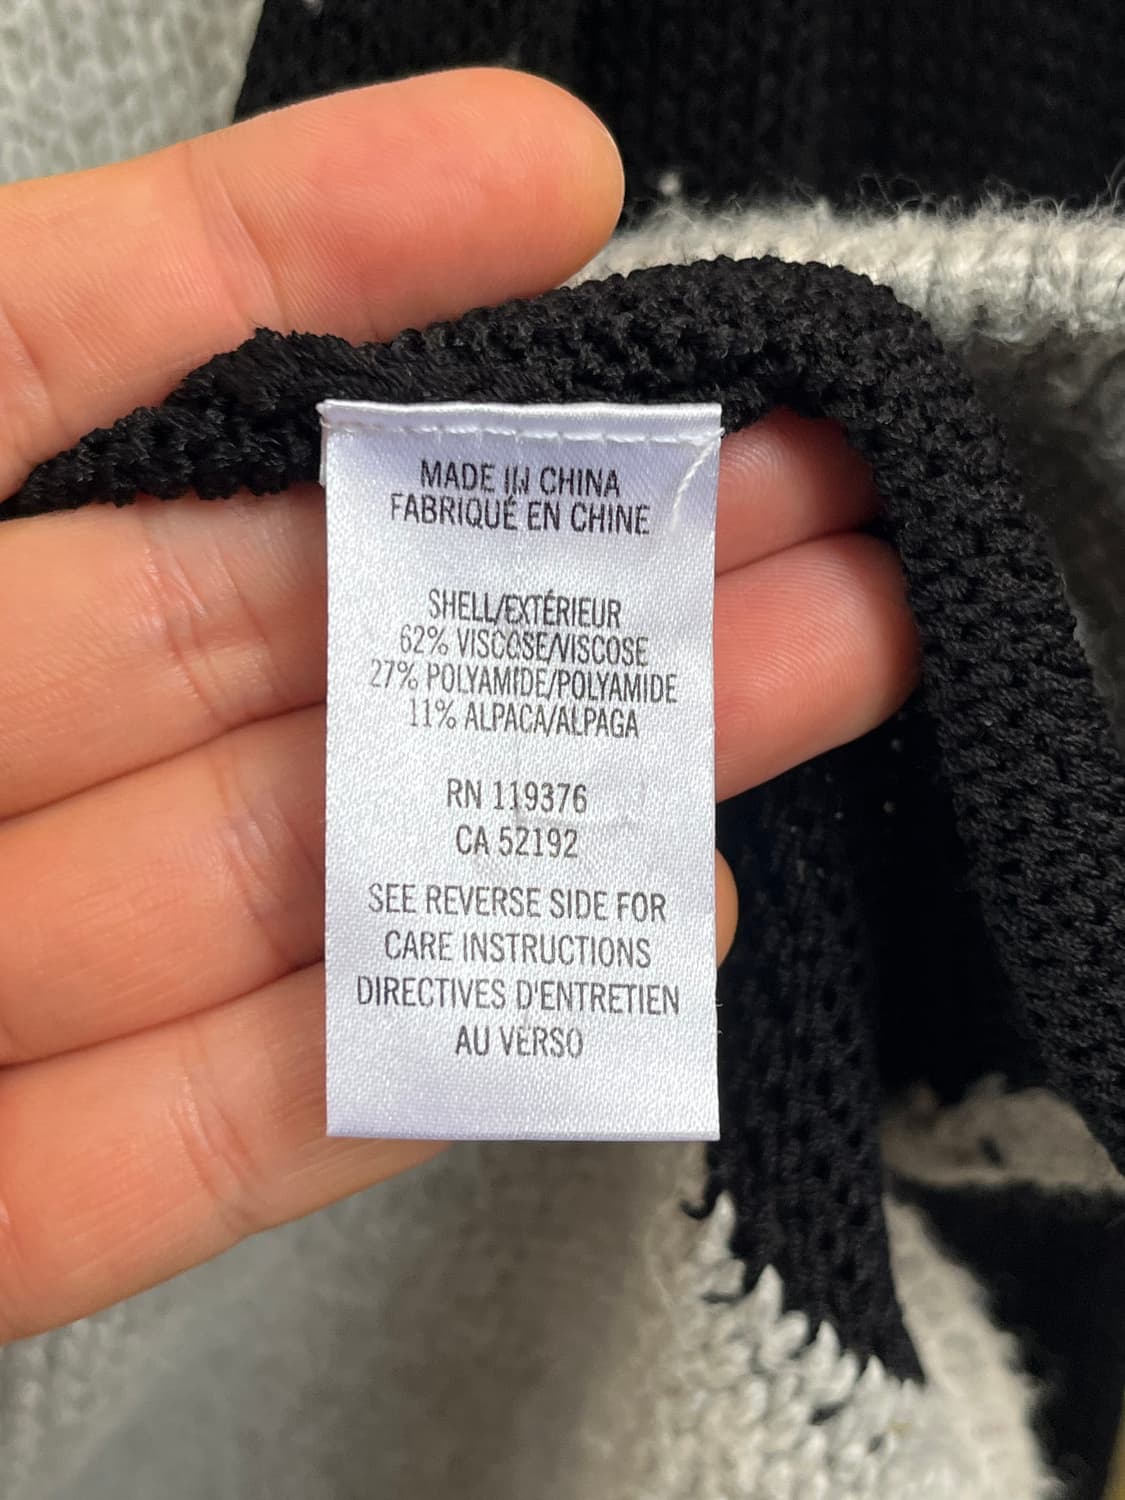 MADE IN CHINA
FABRIQUÉ EN CHINE
SHELL/EXTÉRIEUR
62% VISCOSE/VISCOSE
27% POLYAMIDE/POLYAMIDE
11% ALPACA/ALPAGA
RN 119376
CA 52192
SEE REVERSE SIDE FOR
CARE INSTRUCTIONS
DIRECTIVES D'ENTRETIEN
AU VERSO